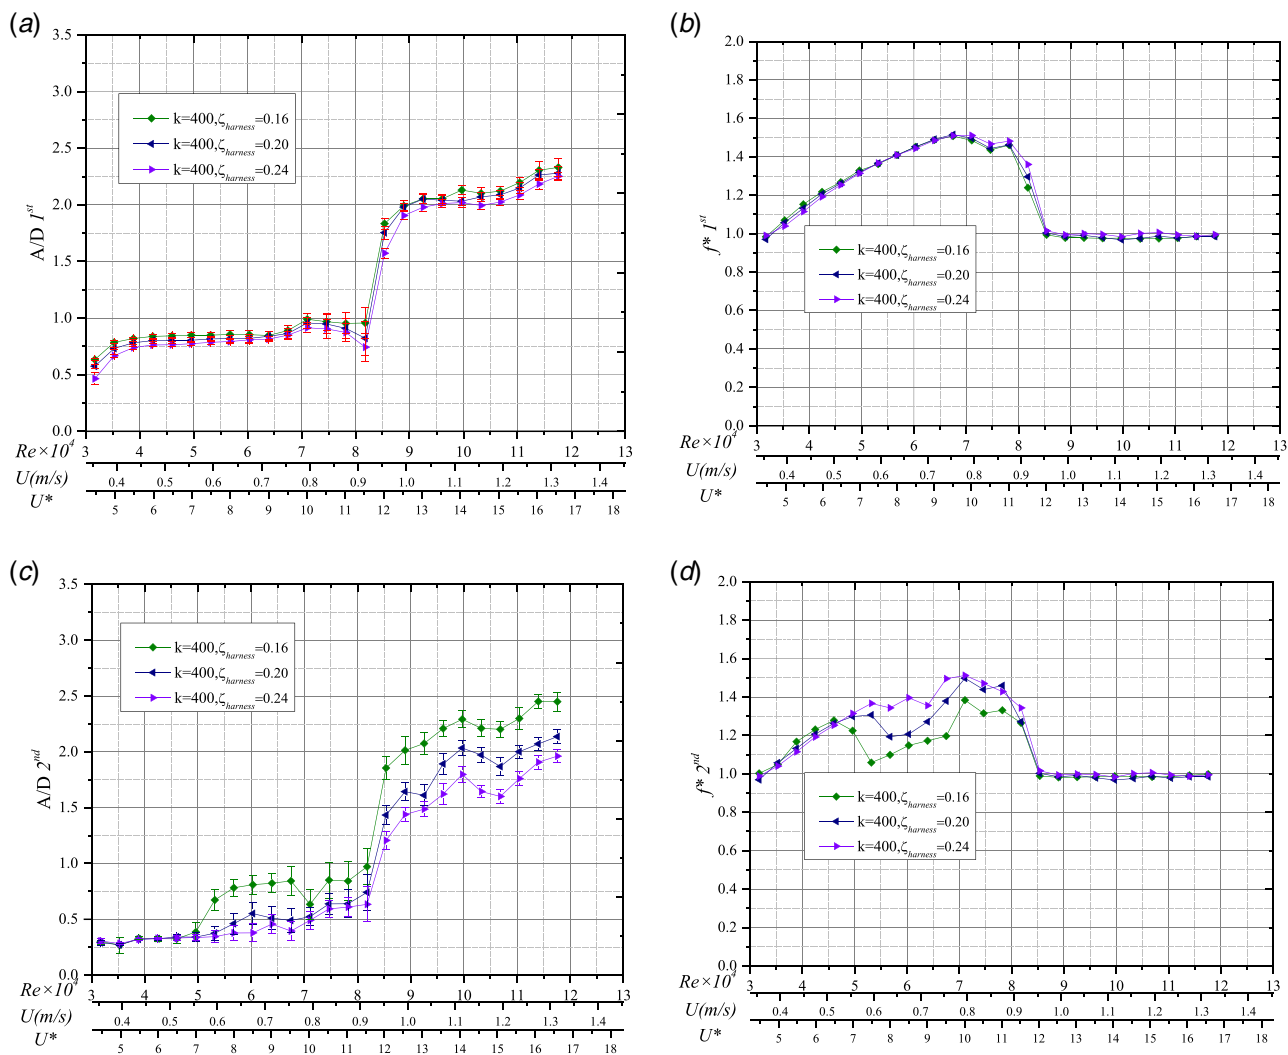 (a)
3.5
3.0
2.5
2.0
1.5
1.0
0.5
0.0
A/D 1st
k=400,ζharness=0.16
k=400,ζharness=0.20
k=400,ζharness=0.24
Re×10^4
3 4 5 6 7 8 9 10 11 12 13
U(m/s)
0.4 0.5 0.6 0.7 0.8 0.9 1.0 1.1 1.2 1.3 1.4
U*
5 6 7 8 9 10 11 12 13 14 15 16 17 18
(b)
2.0
1.8
1.6
1.4
1.2
1.0
0.8
0.6
0.4
0.2
0.0
f* 1st
k=400,ζharness=0.16
k=400,ζharness=0.20
k=400,ζharness=0.24
Re×10^4
3 4 5 6 7 8 9 10 11 12 13
U(m/s)
0.4 0.5 0.6 0.7 0.8 0.9 1.0 1.1 1.2 1.3 1.4
U*
5 6 7 8 9 10 11 12 13 14 15 16 17 18
(c)
3.5
3.0
2.5
2.0
1.5
1.0
0.5
0.0
A/D 2nd
k=400,ζharness=0.16
k=400,ζharness=0.20
k=400,ζharness=0.24
Re×10^4
3 4 5 6 7 8 9 10 11 12 13
U(m/s)
0.4 0.5 0.6 0.7 0.8 0.9 1.0 1.1 1.2 1.3 1.4
U*
5 6 7 8 9 10 11 12 13 14 15 16 17 18
(d)
2.0
1.8
1.6
1.4
1.2
1.0
0.8
0.6
0.4
0.2
0.0
f* 2nd
k=400,ζharness=0.16
k=400,ζharness=0.20
k=400,ζharness=0.24
Re×10^4
3 4 5 6 7 8 9 10 11 12 13
U(m/s)
0.4 0.5 0.6 0.7 0.8 0.9 1.0 1.1 1.2 1.3 1.4
U*
5 6 7 8 9 10 11 12 13 14 15 16 17 18